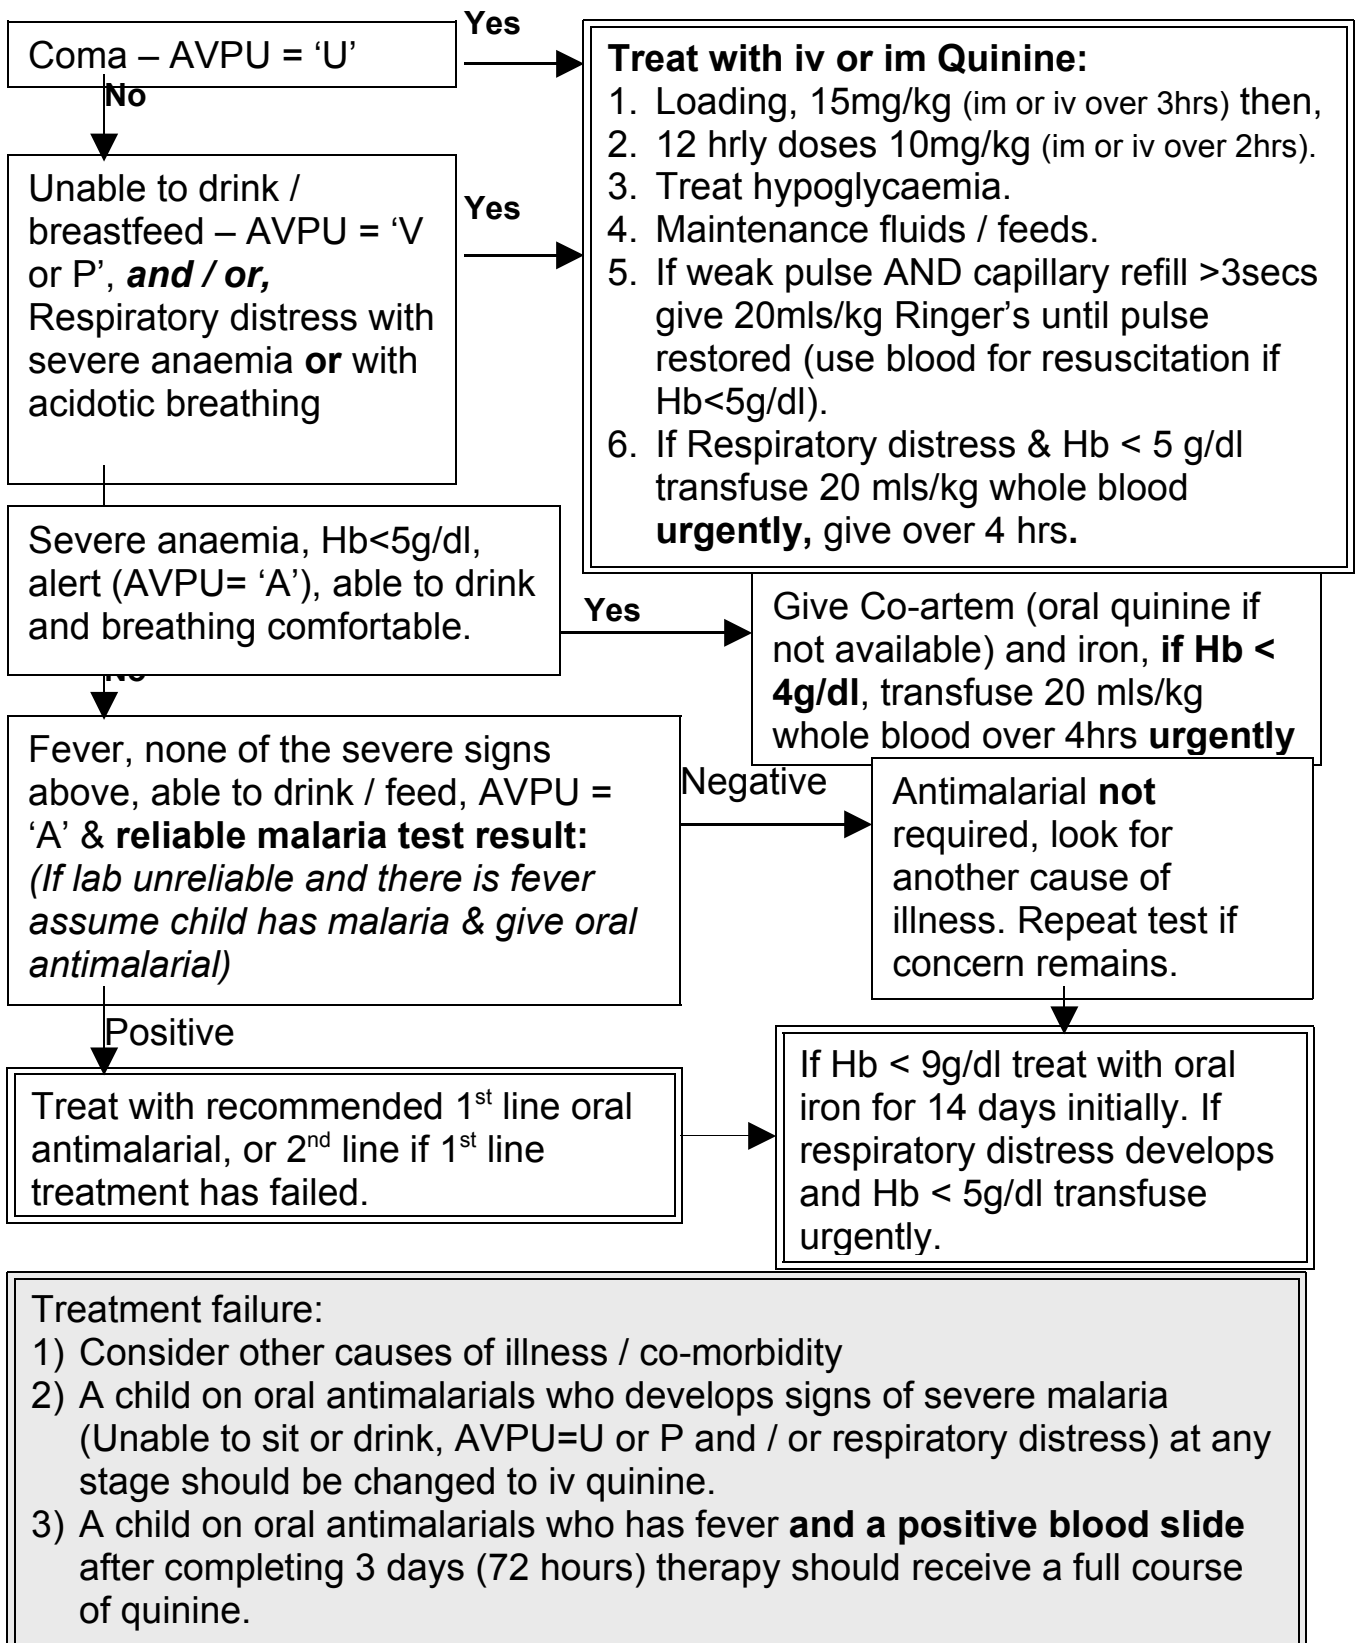 Coma – AVPU = ‘U’
Yes
No
Treat with iv or im Quinine:
1. Loading, 15mg/kg (im or iv over 3hrs) then,
2. 12 hrly doses 10mg/kg (im or iv over 2hrs).
3. Treat hypoglycaemia.
4. Maintenance fluids / feeds.
5. If weak pulse AND capillary refill >3secs
give 20mls/kg Ringer’s until pulse
restored (use blood for resuscitation if
Hb<5g/dl).
6. If Respiratory distress & Hb < 5 g/dl
transfuse 20 mls/kg whole blood
urgently, give over 4 hrs.
Unable to drink /
breastfeed – AVPU = ‘V
or P’, and / or,
Respiratory distress with
severe anaemia or with
acidotic breathing
Yes
Severe anaemia, Hb<5g/dl,
alert (AVPU= ‘A’), able to drink
and breathing comfortable.
Yes
No
Give Co-artem (oral quinine if
not available) and iron, if Hb <
4g/dl, transfuse 20 mls/kg
whole blood over 4hrs urgently
Fever, none of the severe signs
above, able to drink / feed, AVPU =
‘A’ & reliable malaria test result:
(If lab unreliable and there is fever
assume child has malaria & give oral
antimalarial)
Negative
Antimalarial not
required, look for
another cause of
illness. Repeat test if
concern remains.
Positive
Treat with recommended 1st line oral
antimalarial, or 2nd line if 1st line
treatment has failed.
If Hb < 9g/dl treat with oral
iron for 14 days initially. If
respiratory distress develops
and Hb < 5g/dl transfuse
urgently.
Treatment failure:
1) Consider other causes of illness / co-morbidity
2) A child on oral antimalarials who develops signs of severe malaria
(Unable to sit or drink, AVPU=U or P and / or respiratory distress) at any
stage should be changed to iv quinine.
3) A child on oral antimalarials who has fever and a positive blood slide
after completing 3 days (72 hours) therapy should receive a full course
of quinine.